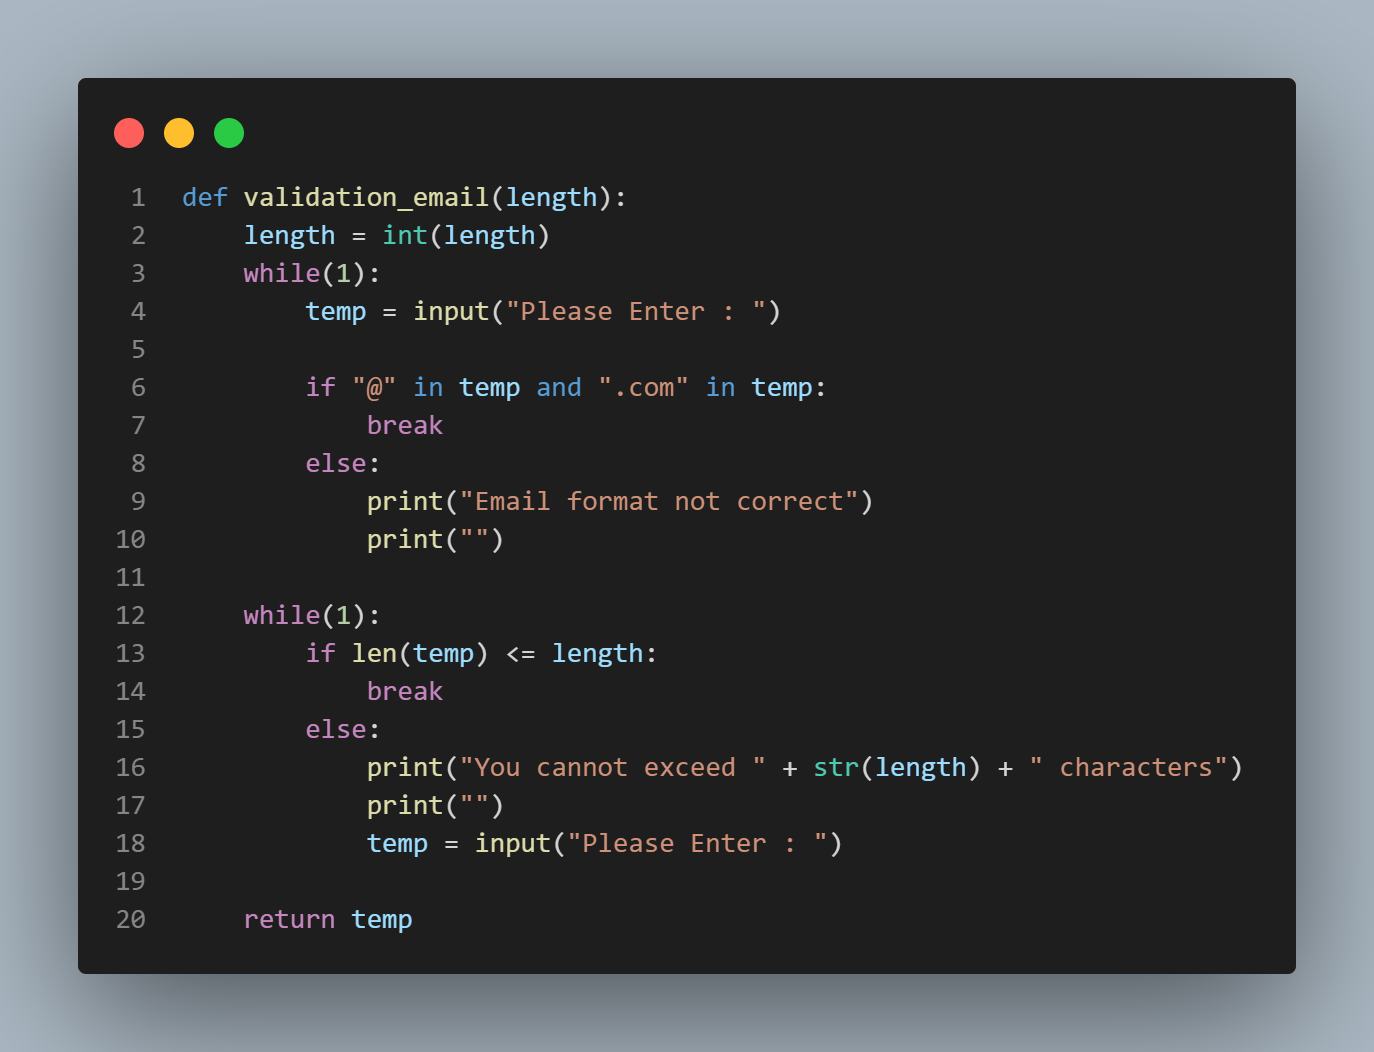 1 def validation_email(length):
2     length = int(length)
3     while(1):
4         temp = input("Please Enter : ")
5
6         if "@" in temp and ".com" in temp:
7             break
8         else:
9             print("Email format not correct")
10             print("")
11
12     while(1):
13         if len(temp) <= length:
14             break
15         else:
16             print("You cannot exceed " + str(length) + " characters")
17             print("")
18             temp = input("Please Enter : ")
19
20     return temp